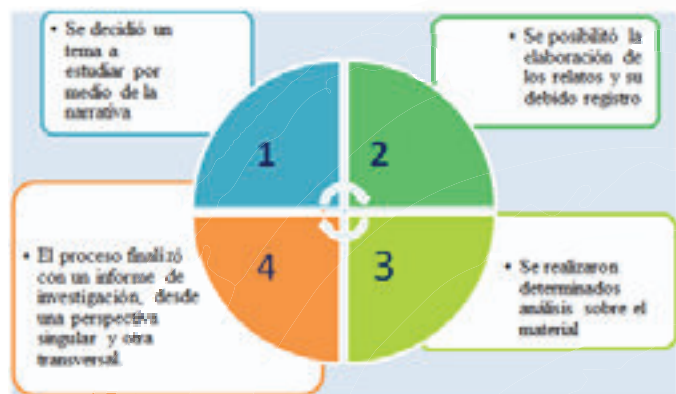 • Se decidió un
tema a
estudiar por
medio de la
narrativa
1
• Se posibilitó la
elaboración de
los relatos y su
debido registro
2
• Se realizaron
determinados
análisis sobre el
material
3
• El proceso finalizó
con un informe de
investigación, desde
una perspectiva
singular y otra
transversal.
4